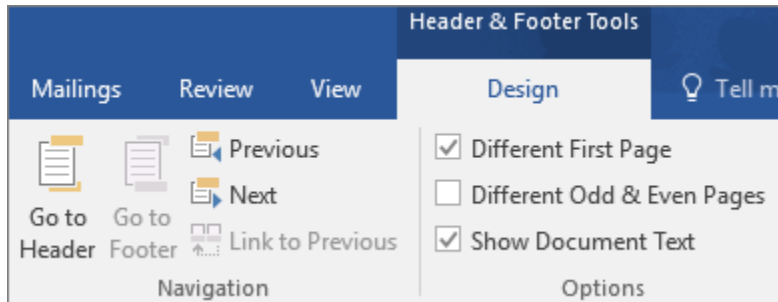 Header & Footer Tools
Mailings Review View Design Tell m
Previous Different First Page
Next Different Odd & Even Pages
Go to Header Go to Footer Link to Previous Show Document Text
Navigation Options